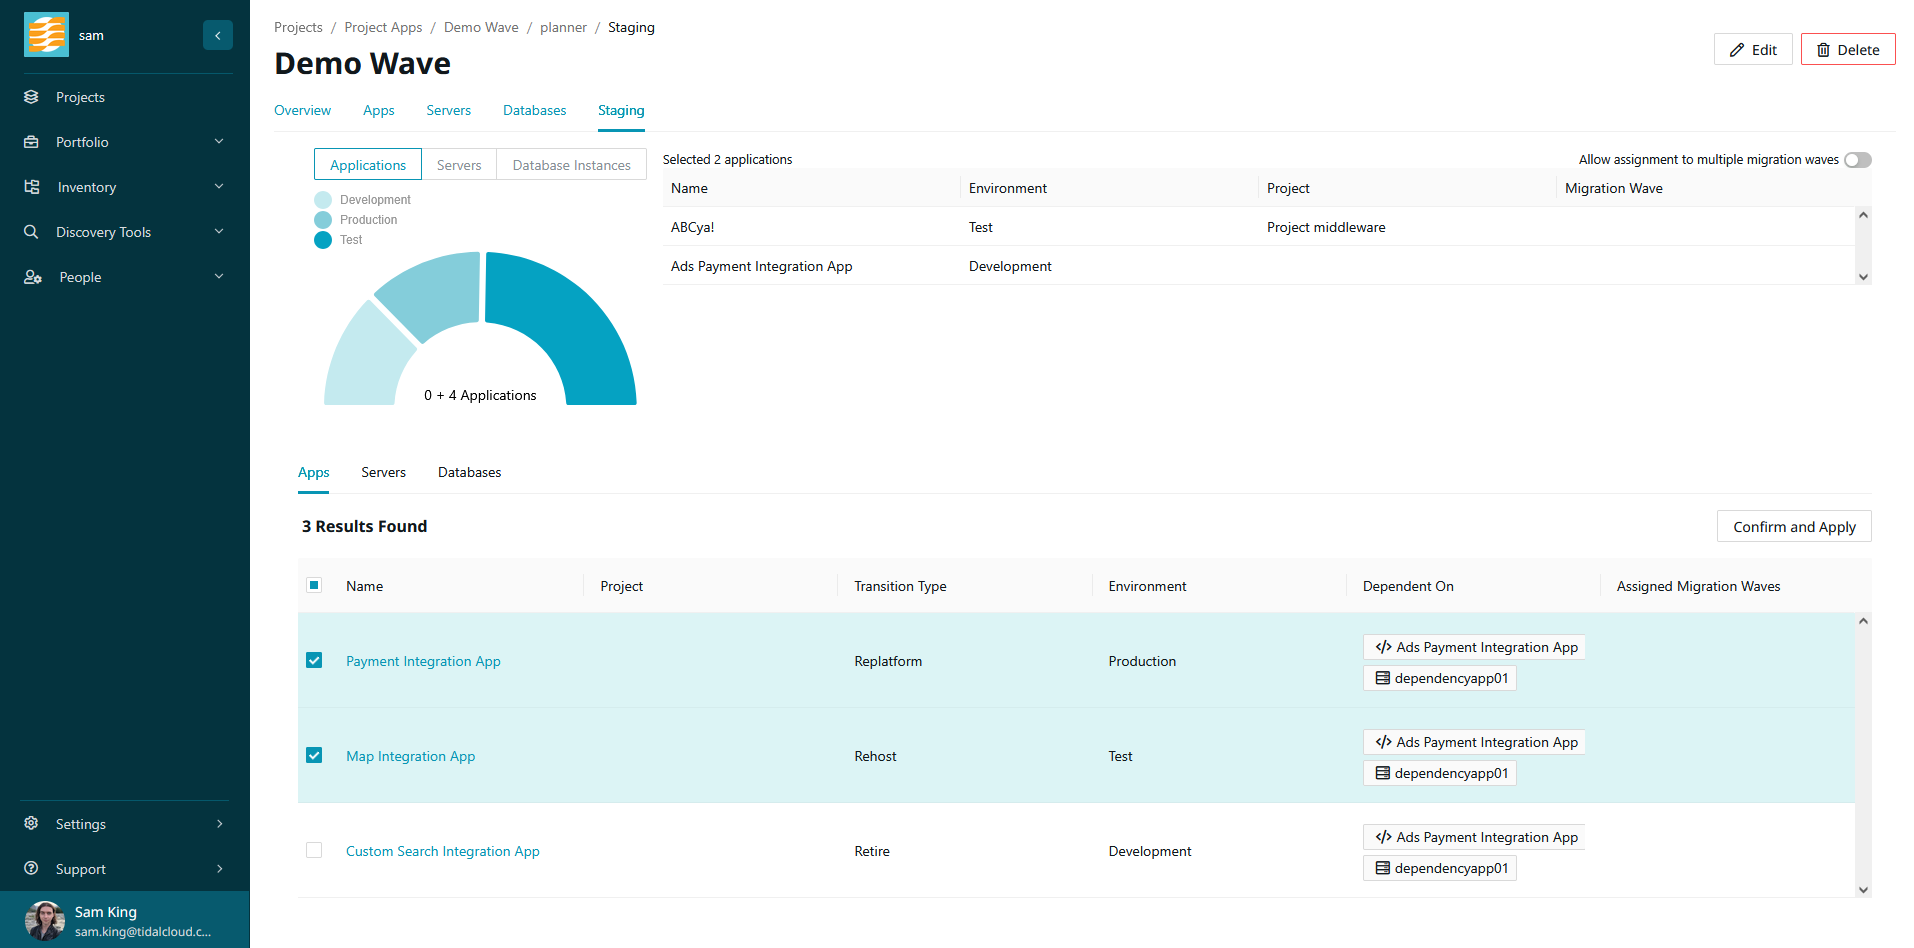 sam
Projects
Portfolio
Inventory
Discovery Tools
People
Settings
Support
Sam King
sam.king@tidalcloud.c...
Projects / Project Apps / Demo Wave / planner / Staging
Demo Wave
Edit
Delete
Overview Apps Servers Databases Staging
Applications Servers Database Instances
Development
Production
Test
0 + 4 Applications
Selected 2 applications
Allow assignment to multiple migration waves
Name Environment Project Migration Wave
ABCya! Test Project middleware
Ads Payment Integration App Development
Apps Servers Databases
3 Results Found
Confirm and Apply
Name Project Transition Type Environment Dependent On Assigned Migration Waves
Payment Integration App Replatform Production
Ads Payment Integration App
dependencyapp01
Map Integration App Rehost Test
Ads Payment Integration App
dependencyapp01
Custom Search Integration App Retire Development
Ads Payment Integration App
dependencyapp01